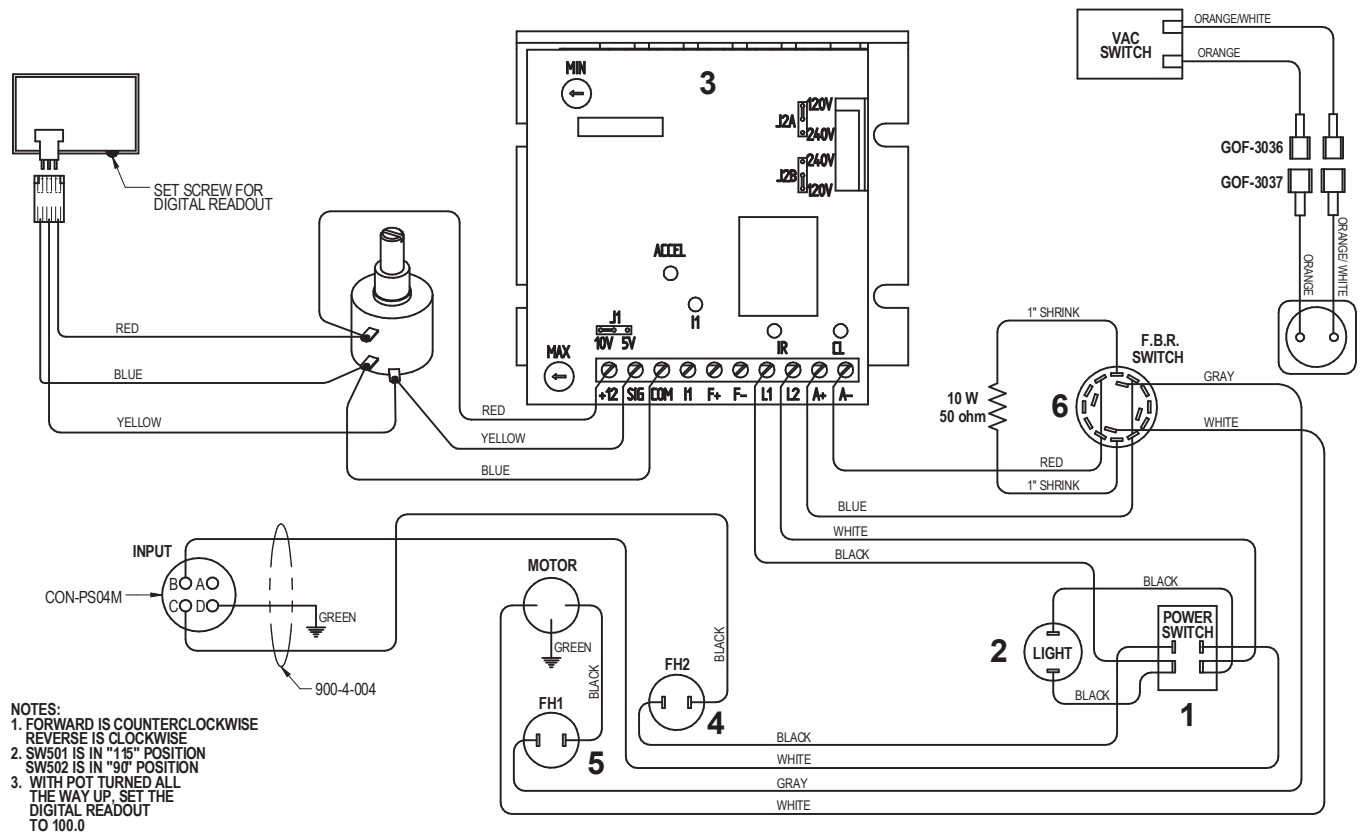 ORANGE/WHITE
VAC
SWITCH
ORANGE
MIN
3
120V
J2A
240V
240V
J2B
120V
GOF-3036
GOF-3037
SET SCREW FOR
DIGITAL READOUT
ORANGE
ORANGE/ WHITE
ACCEL
I1
1" SHRINK
J1
10V 5V
IR
CL
F.B.R.
SWITCH
RED
MAX
BLUE
GRAY
+12 SIG COM I1 F+ F- L1 L2 A+ A-
10 W
50 ohm
6
RED
YELLOW
WHITE
YELLOW
RED
BLUE
1" SHRINK
BLUE
WHITE
INPUT
BLACK
MOTOR
B A
C D
CON-PS04M
GREEN
BLACK
POWER
SWITCH
GREEN
BLACK
2
LIGHT
FH2
BLACK
900-4-004
BLACK
1
FH1
4
5
BLACK
WHITE
GRAY
WHITE
NOTES:
1. FORWARD IS COUNTERCLOCKWISE
REVERSE IS CLOCKWISE
2. SW501 IS IN "115" POSITION
SW502 IS IN "90" POSITION
3. WITH POT TURNED ALL
THE WAY UP, SET THE
DIGITAL READOUT
TO 100.0